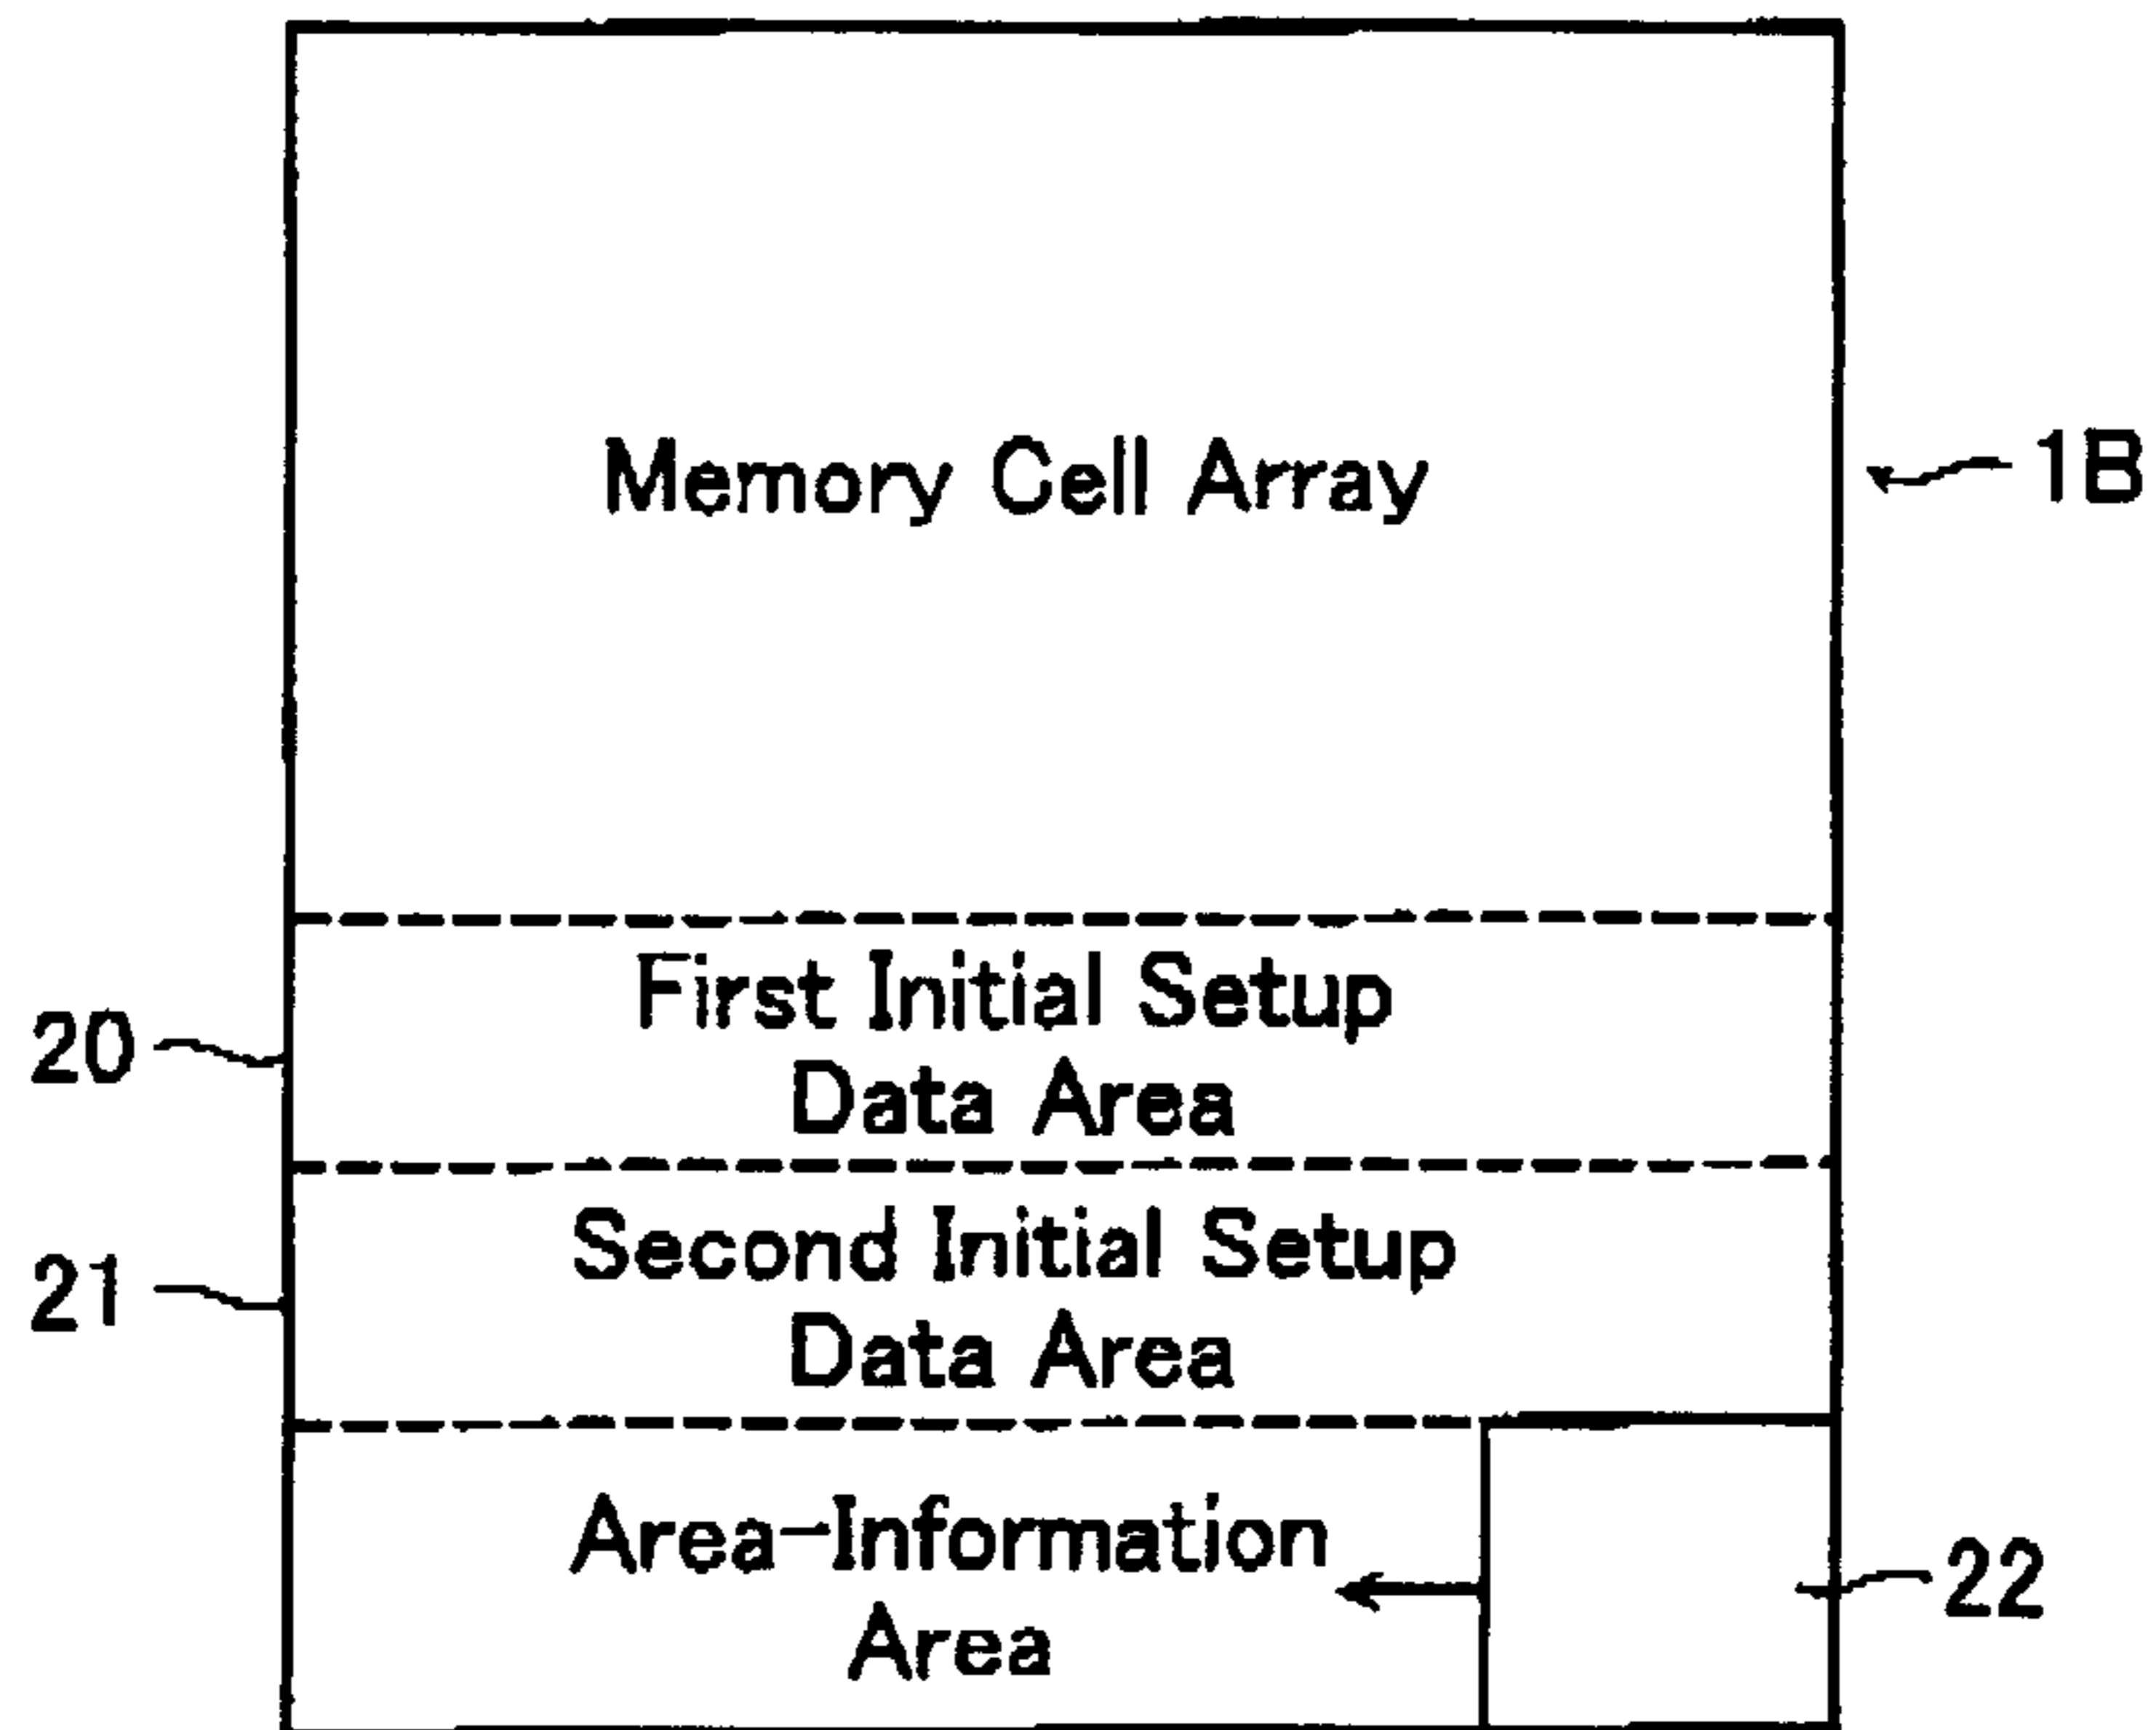 Memory Cell Array
1B
First Initial Setup
Data Area
20
Second Initial Setup
Data Area
21
Area-Information
Area
22